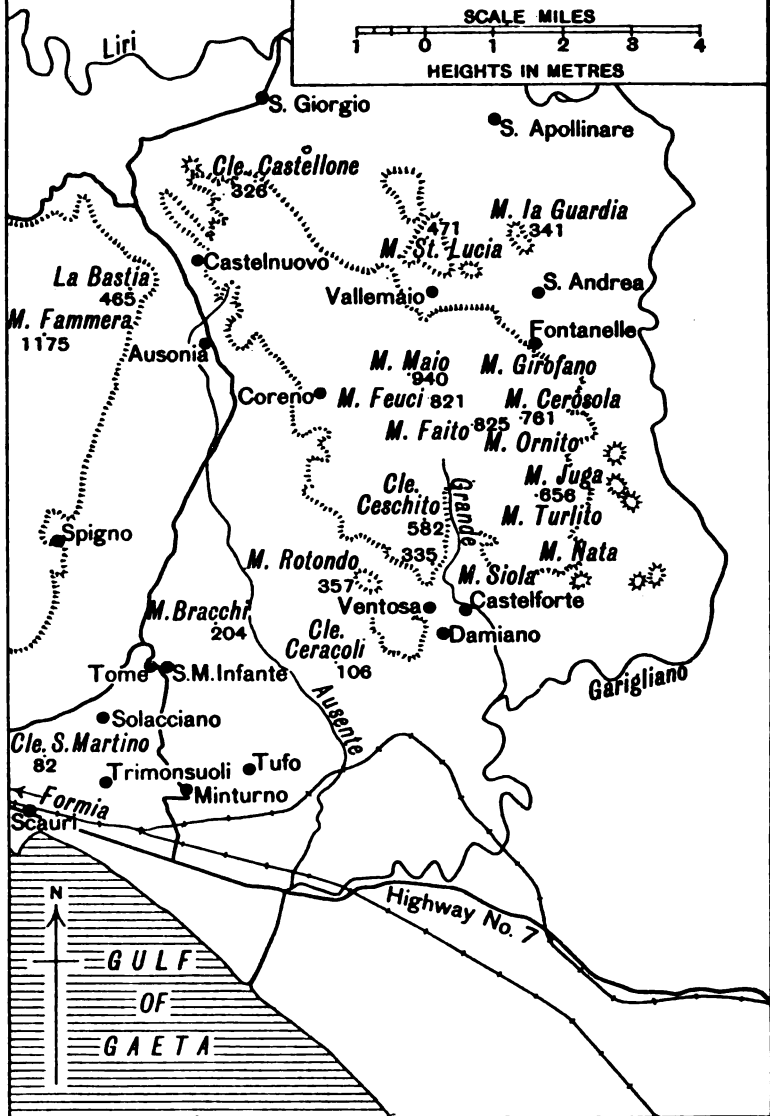 SCALE MILES
1 0 1 2 3 4
HEIGHTS IN METRES
Liri
S. Giorgio
S. Apollinare
Cle. Castellone
326
M. la Guardia
341
471
M. St. Lucia
Castelnuovo
La Bastia
465
Vallemaio
S. Andrea
M. Fammera
1175
Ausonia
Fontanelle
M. Maio
940
M. Girofano
Coreno
M. Feuci 821
M. Cerosola
761
M. Faito 825
M. Ornito
Cle.
Ceschito
582
Grande
M. Juga
656
M. Turlito
Spigno
335
M. Nata
M. Rotondo
357
M. Siola
M. Bracchi
204
Ventosa
Castelforte
Cle.
Ceracoli
106
Damiano
Tome
S.M. Infante
Garigliano
Ausente
Solacciano
Cle. S. Martino
82
Trimonsuoli
Tufo
Minturno
Formia
Scauri
Highway No. 7
N
GULF
OF
GAETA